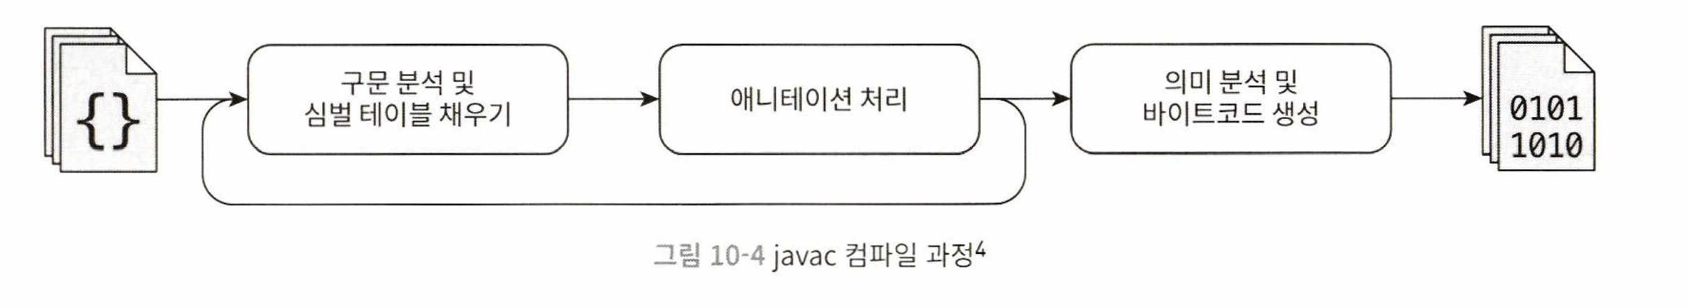 {}
구문 분석 및
심벌 테이블 채우기
애니테이션 처리
의미 분석 및
바이트코드 생성
0101
1010
그림 10-4 javac 컴파일 과정4